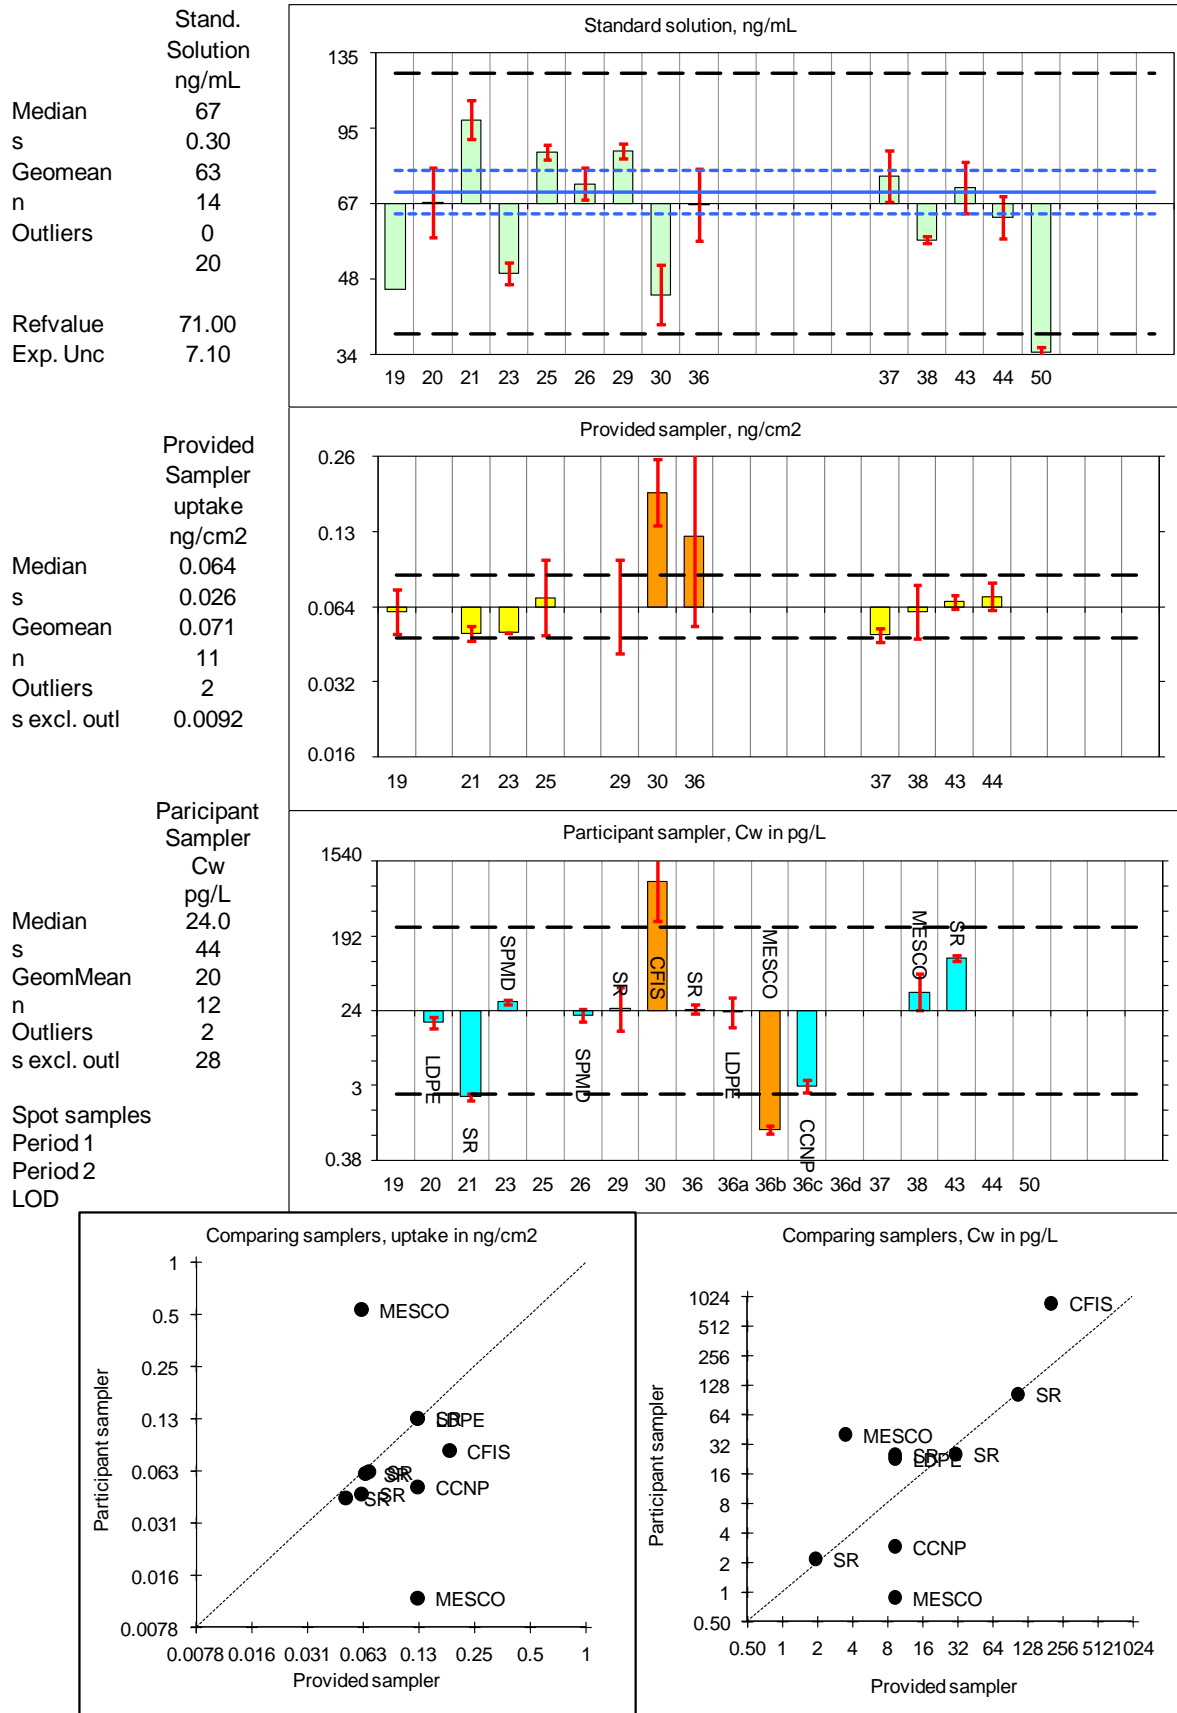 Stand.
Solution
ng/mL
Median 67
s 0.30
Geomean 63
n 14
Outliers 0
20
Refvalue 71.00
Exp. Unc 7.10
Standard solution, ng/mL
135
95
67
48
34
19 20 21 23 25 26 29 30 36 37 38 43 44 50
Provided
Sampler
uptake
ng/cm2
Median 0.064
s 0.026
Geomean 0.071
n 11
Outliers 2
s excl. outl 0.0092
Provided sampler, ng/cm2
0.26
0.13
0.064
0.032
0.016
19 21 23 25 29 30 36 37 38 43 44
Paricipant
Sampler
Cw
pg/L
Median 24.0
s 44
GeomMean 20
n 12
Outliers 2
s excl. outl 28
Spot samples
Period 1
Period 2
LOD
Participant sampler, Cw in pg/L
1540
192
24
3
0.38
LDPE
SR
SPMD
SPMD
SR
CFIS
SR
LDPE
MESCO
CCNP
MESCO
SR
19 20 21 23 25 26 29 30 36 36a 36b 36c 36d 37 38 43 44 50
Comparing samplers, uptake in ng/cm2
Participant sampler
1
0.5
0.25
0.13
0.063
0.031
0.016
0.0078
MESCO
SR
LDPE
CFIS
SR
SR
CCNP
SR
SR
MESCO
0.0078 0.016 0.031 0.063 0.13 0.25 0.5 1
Provided sampler
Comparing samplers, Cw in pg/L
Participant sampler
1024
512
256
128
64
32
16
8
4
2
1
0.50
CFIS
SR
MESCO
SR
SR
LDPE
CCNP
SR
MESCO
0.50 1 2 4 8 16 32 64 128 256 512 1024
Provided sampler